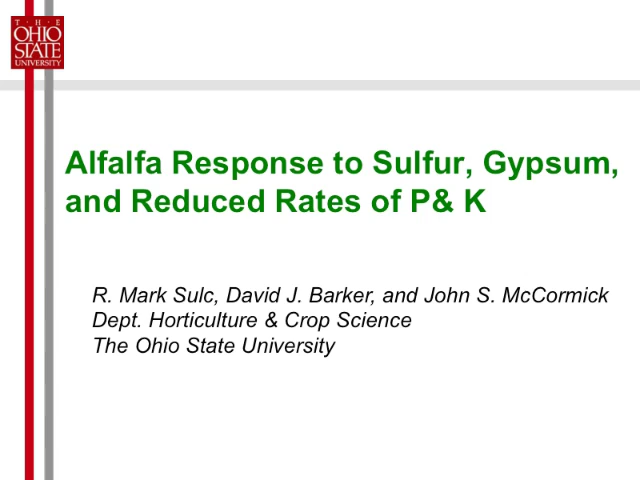 T · H · E
OHIO
STATE
UNIVERSITY
Alfalfa Response to Sulfur, Gypsum,
and Reduced Rates of P& K
R. Mark Sulc, David J. Barker, and John S. McCormick
Dept. Horticulture & Crop Science
The Ohio State University